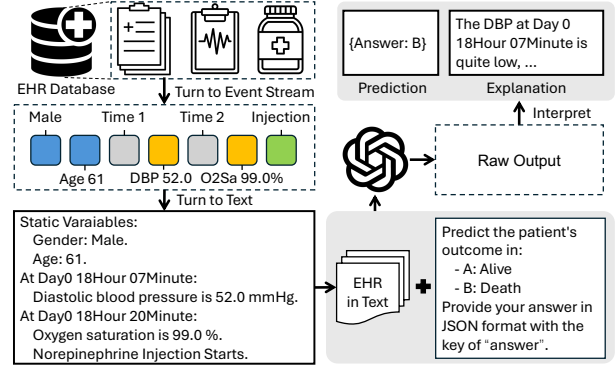 EHR Database
Turn to Event Stream
Male
Time 1
Time 2
Injection
Age 61
DBP 52.0
O2Sa 99.0%
Turn to Text
Static Varaiables:
Gender: Male.
Age: 61.
At Day0 18Hour 07Minute:
Diastolic blood pressure is 52.0 mmHg.
At Day0 18Hour 20Minute:
Oxygen saturation is 99.0 %.
Norepinephrine Injection Starts.
{Answer: B}
Prediction
The DBP at Day 0
18Hour 07Minute is
quite low, ...
Explanation
Interpret
Raw Output
EHR
in Text
Predict the patient's
outcome in:
- A: Alive
- B: Death
Provide your answer in
JSON format with the
key of “answer”.